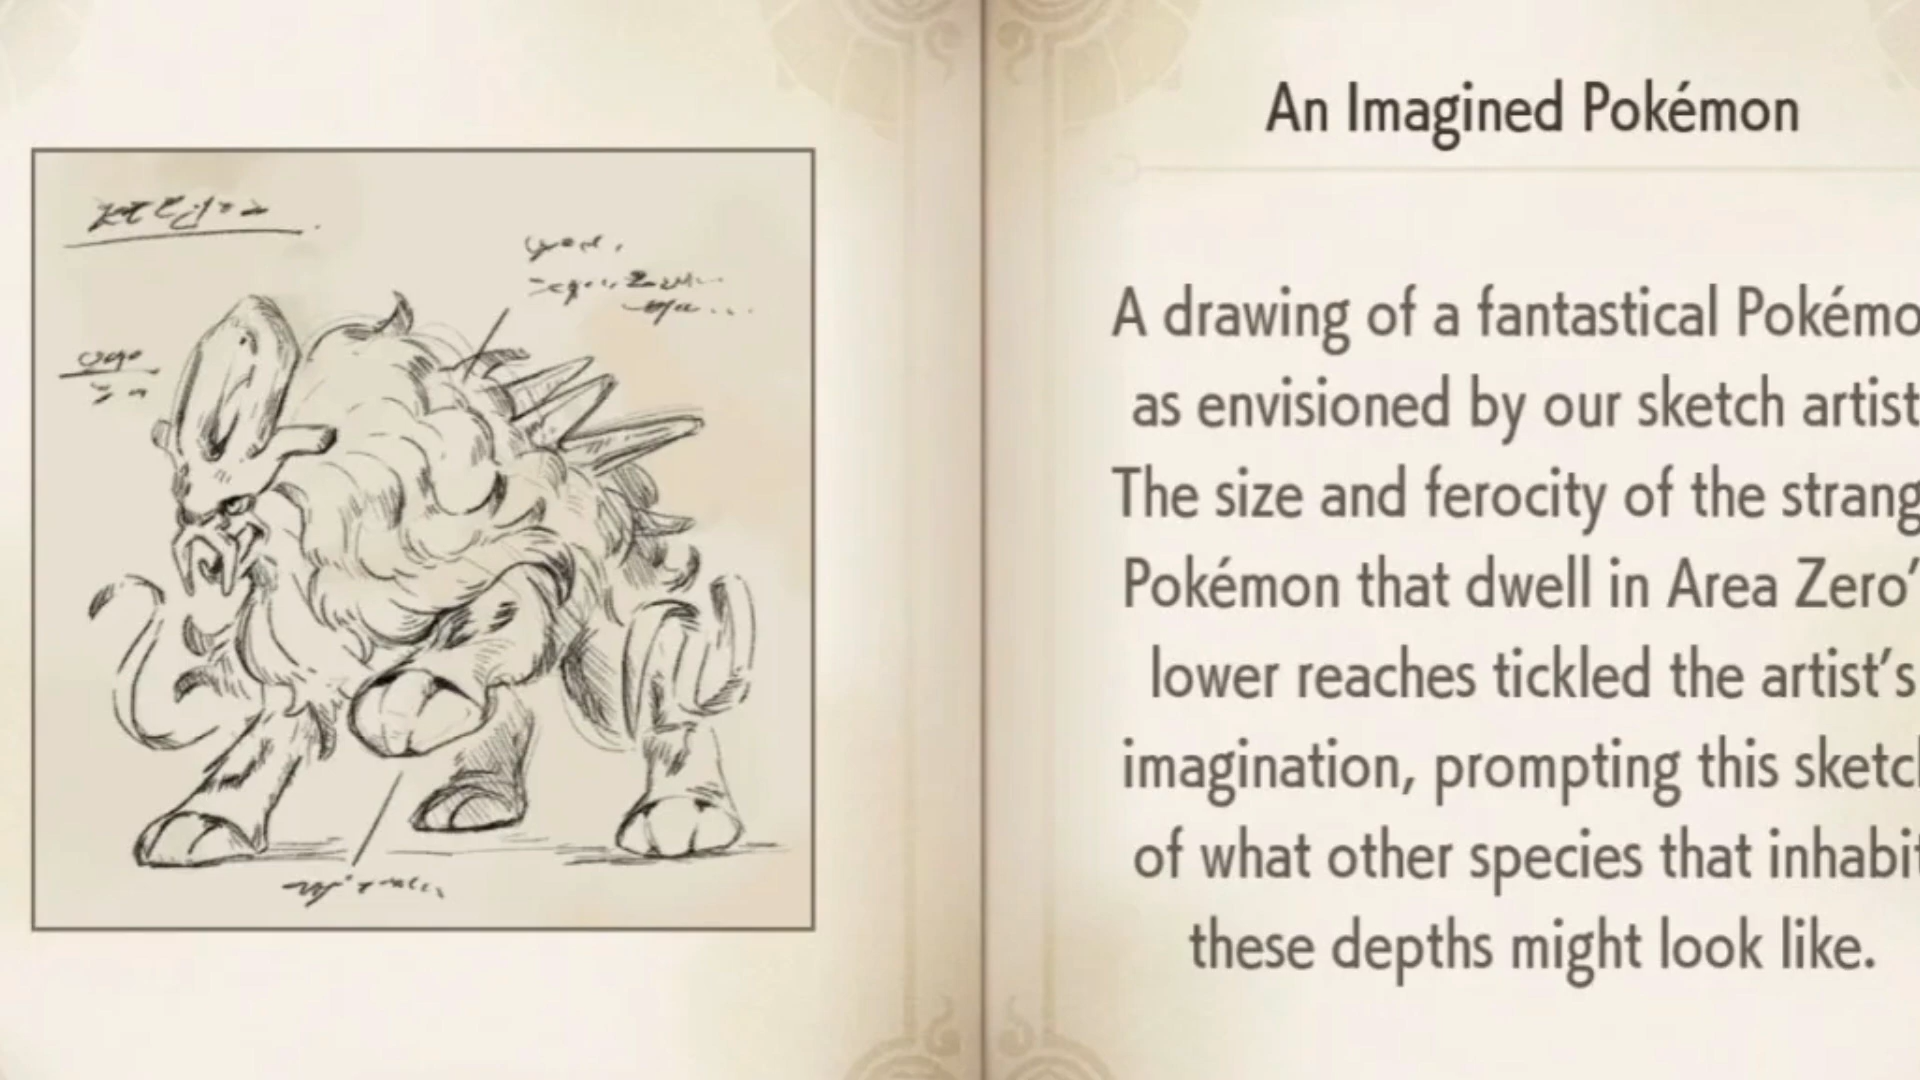 An Imagined Pokémon
A drawing of a fantastical Pokémo
as envisioned by our sketch artist
The size and ferocity of the strang
Pokémon that dwell in Area Zero'
lower reaches tickled the artist's
imagination, prompting this sketc
of what other species that inhabit
these depths might look like.